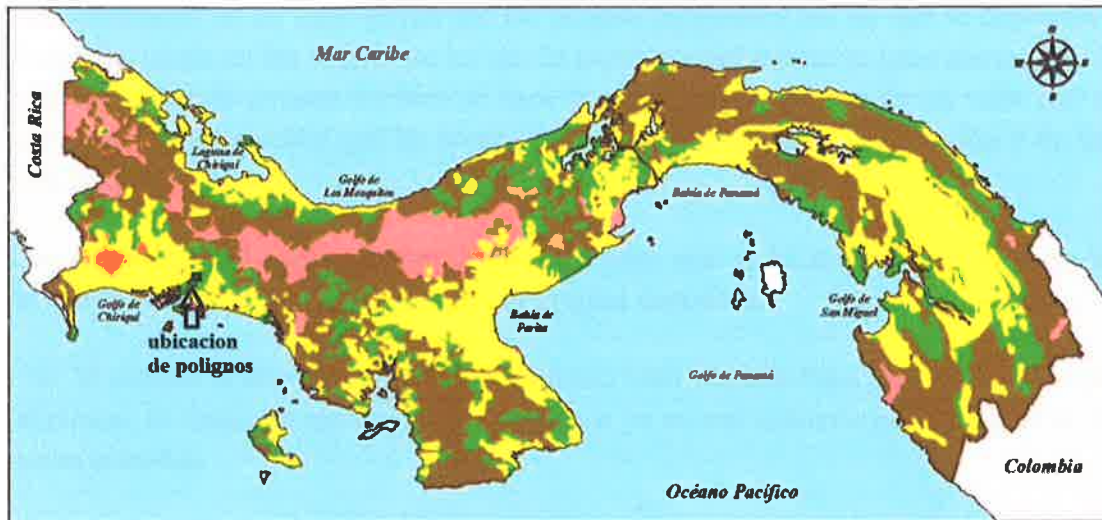 Mar Caribe
N
Costa Rica
Laguna de
Chiriquí
Golfo de
Los Mosquitos
Bahía de Panamá
Golfo de
Chiriquí
ubicacion
de polignos
Bahía de
Parita
Golfo de
San Miguel
Golfo de Panamá
Colombia
Océano Pacífico